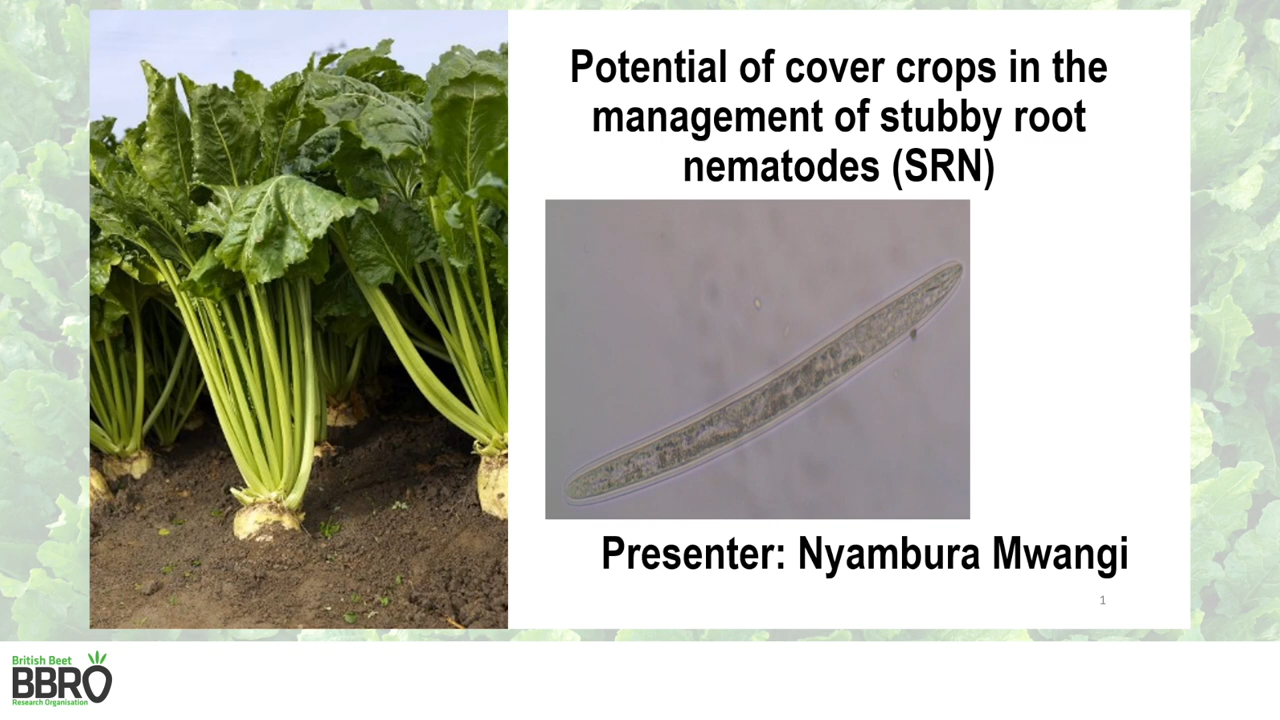 Potential of cover crops in the
management of stubby root
nematodes (SRN)
Presenter: Nyambura Mwangi
1
British Beet
BBRO
Research Organisation